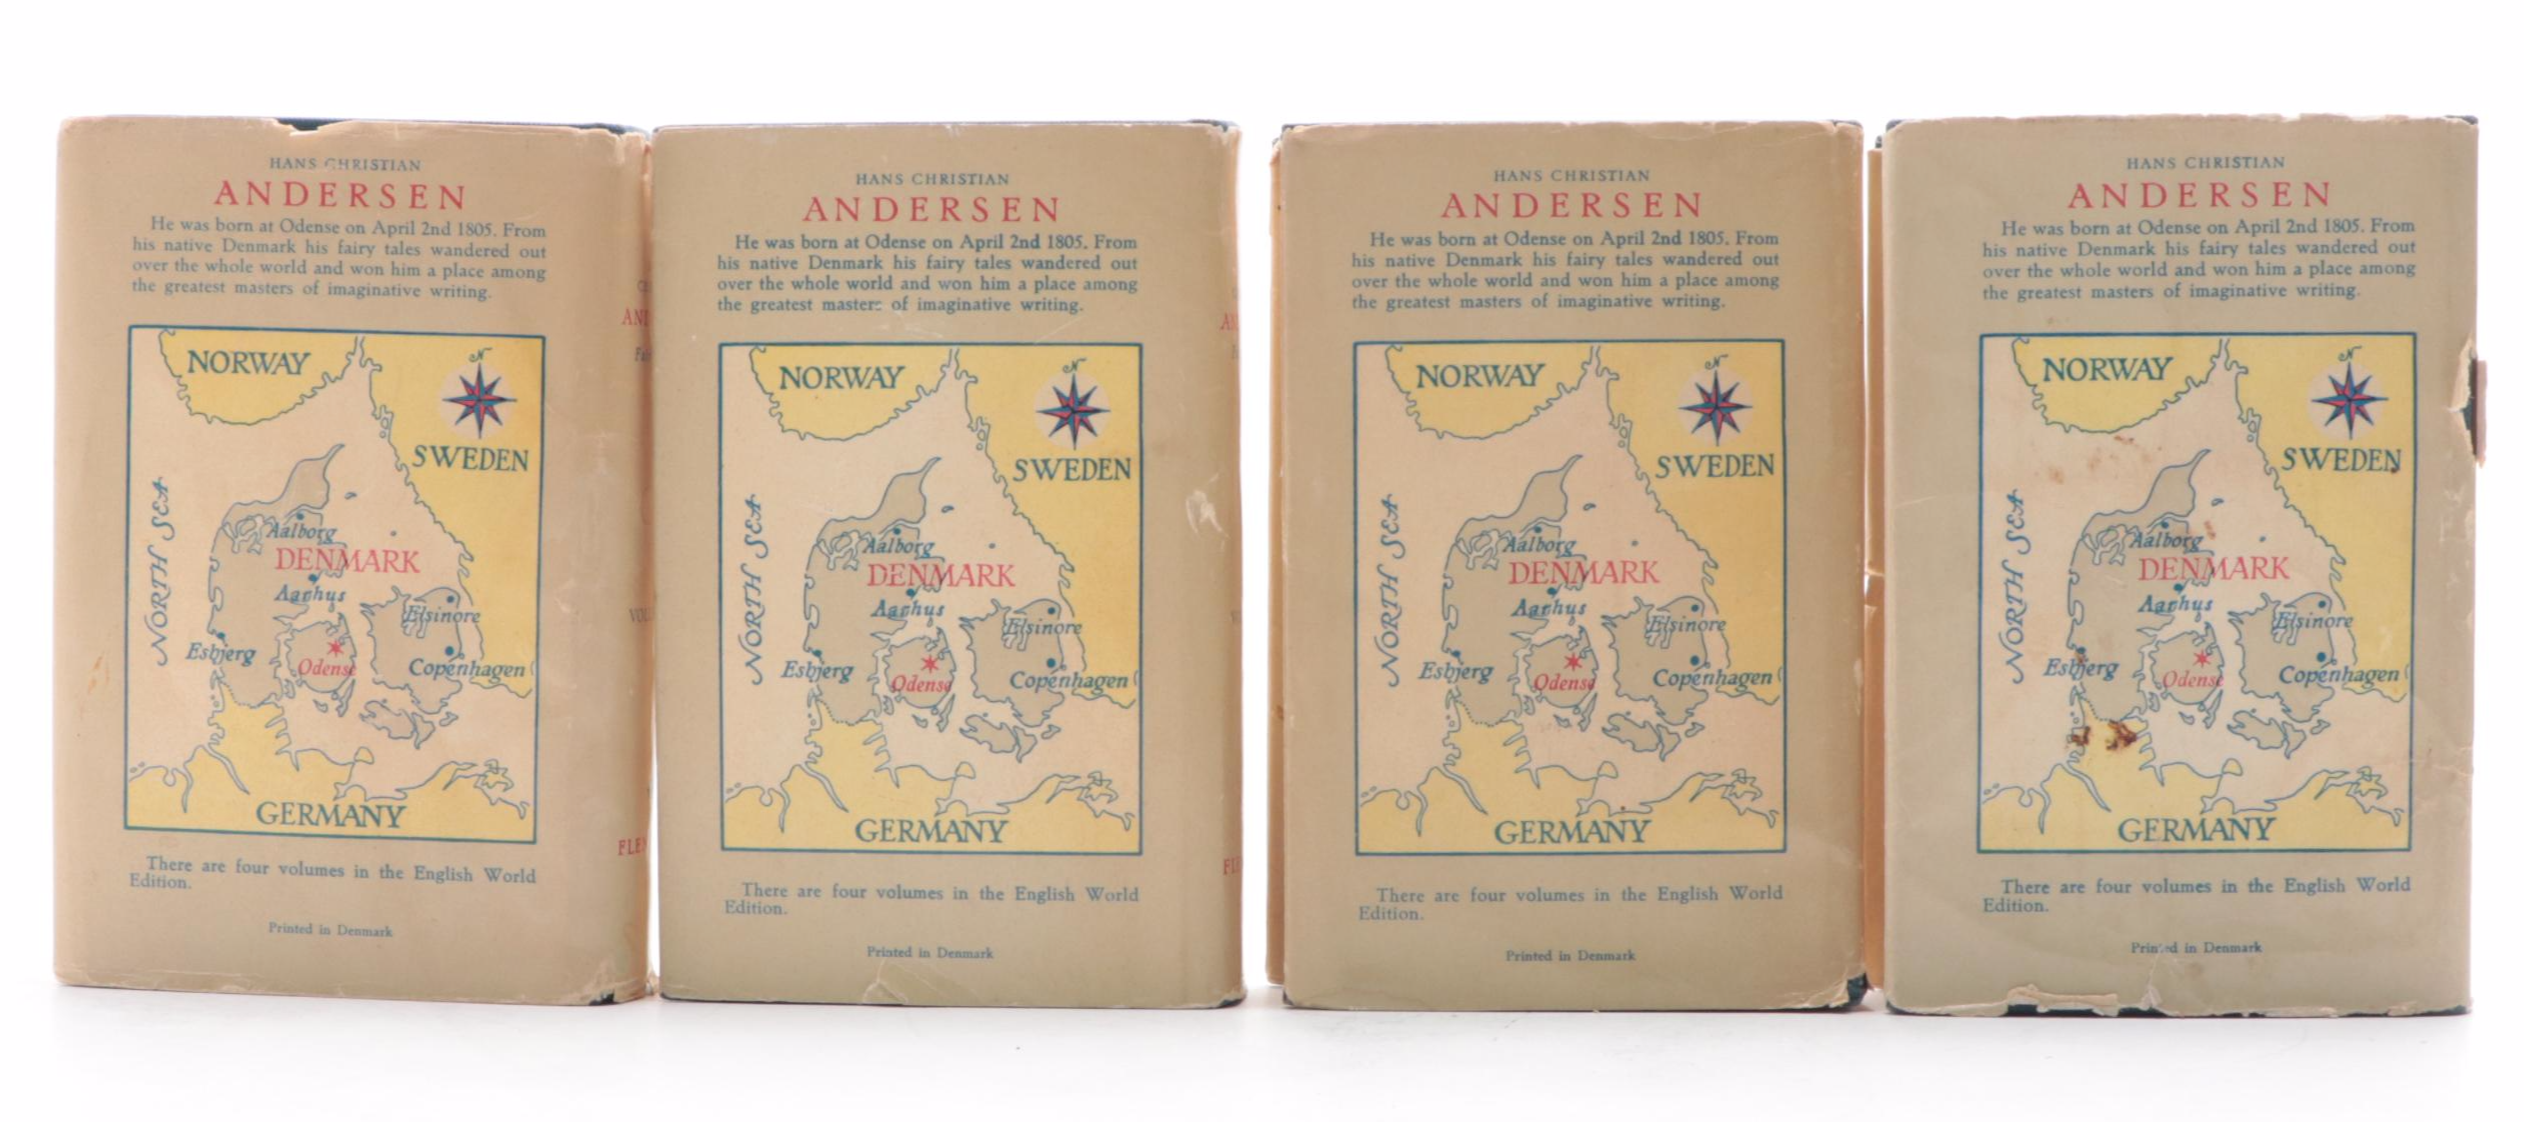 HANS CHRISTIAN
ANDERSEN
He was born at Odense on April 2nd 1805. From
his native Denmark his fairy tales wandered out
over the whole world and won him a place among
the greatest masters of imaginative writing.
NORWAY
N
SWEDEN
NORTH SEA
Aalborg
DENMARK
Aarhus
Elsinore
Esbjerg
Odense
Copenhagen
GERMANY
There are four volumes in the English World
Edition.
Printed in Denmark
HANS CHRISTIAN
ANDERSEN
He was born at Odense on April 2nd 1805. From
his native Denmark his fairy tales wandered out
over the whole world and won him a place among
the greatest masters of imaginative writing.
NORWAY
N
SWEDEN
NORTH SEA
Aalborg
DENMARK
Aarhus
Elsinore
Esbjerg
Odense
Copenhagen
GERMANY
There are four volumes in the English World
Edition.
Printed in Denmark
HANS CHRISTIAN
ANDERSEN
He was born at Odense on April 2nd 1805. From
his native Denmark his fairy tales wandered out
over the whole world and won him a place among
the greatest masters of imaginative writing.
NORWAY
N
SWEDEN
NORTH SEA
Aalborg
DENMARK
Aarhus
Elsinore
Esbjerg
Odense
Copenhagen
GERMANY
There are four volumes in the English World
Edition.
Printed in Denmark
HANS CHRISTIAN
ANDERSEN
He was born at Odense on April 2nd 1805. From
his native Denmark his fairy tales wandered out
over the whole world and won him a place among
the greatest masters of imaginative writing.
NORWAY
N
SWEDEN
NORTH SEA
Aalborg
DENMARK
Aarhus
Elsinore
Esbjerg
Odense
Copenhagen
GERMANY
There are four volumes in the English World
Edition.
Printed in Denmark